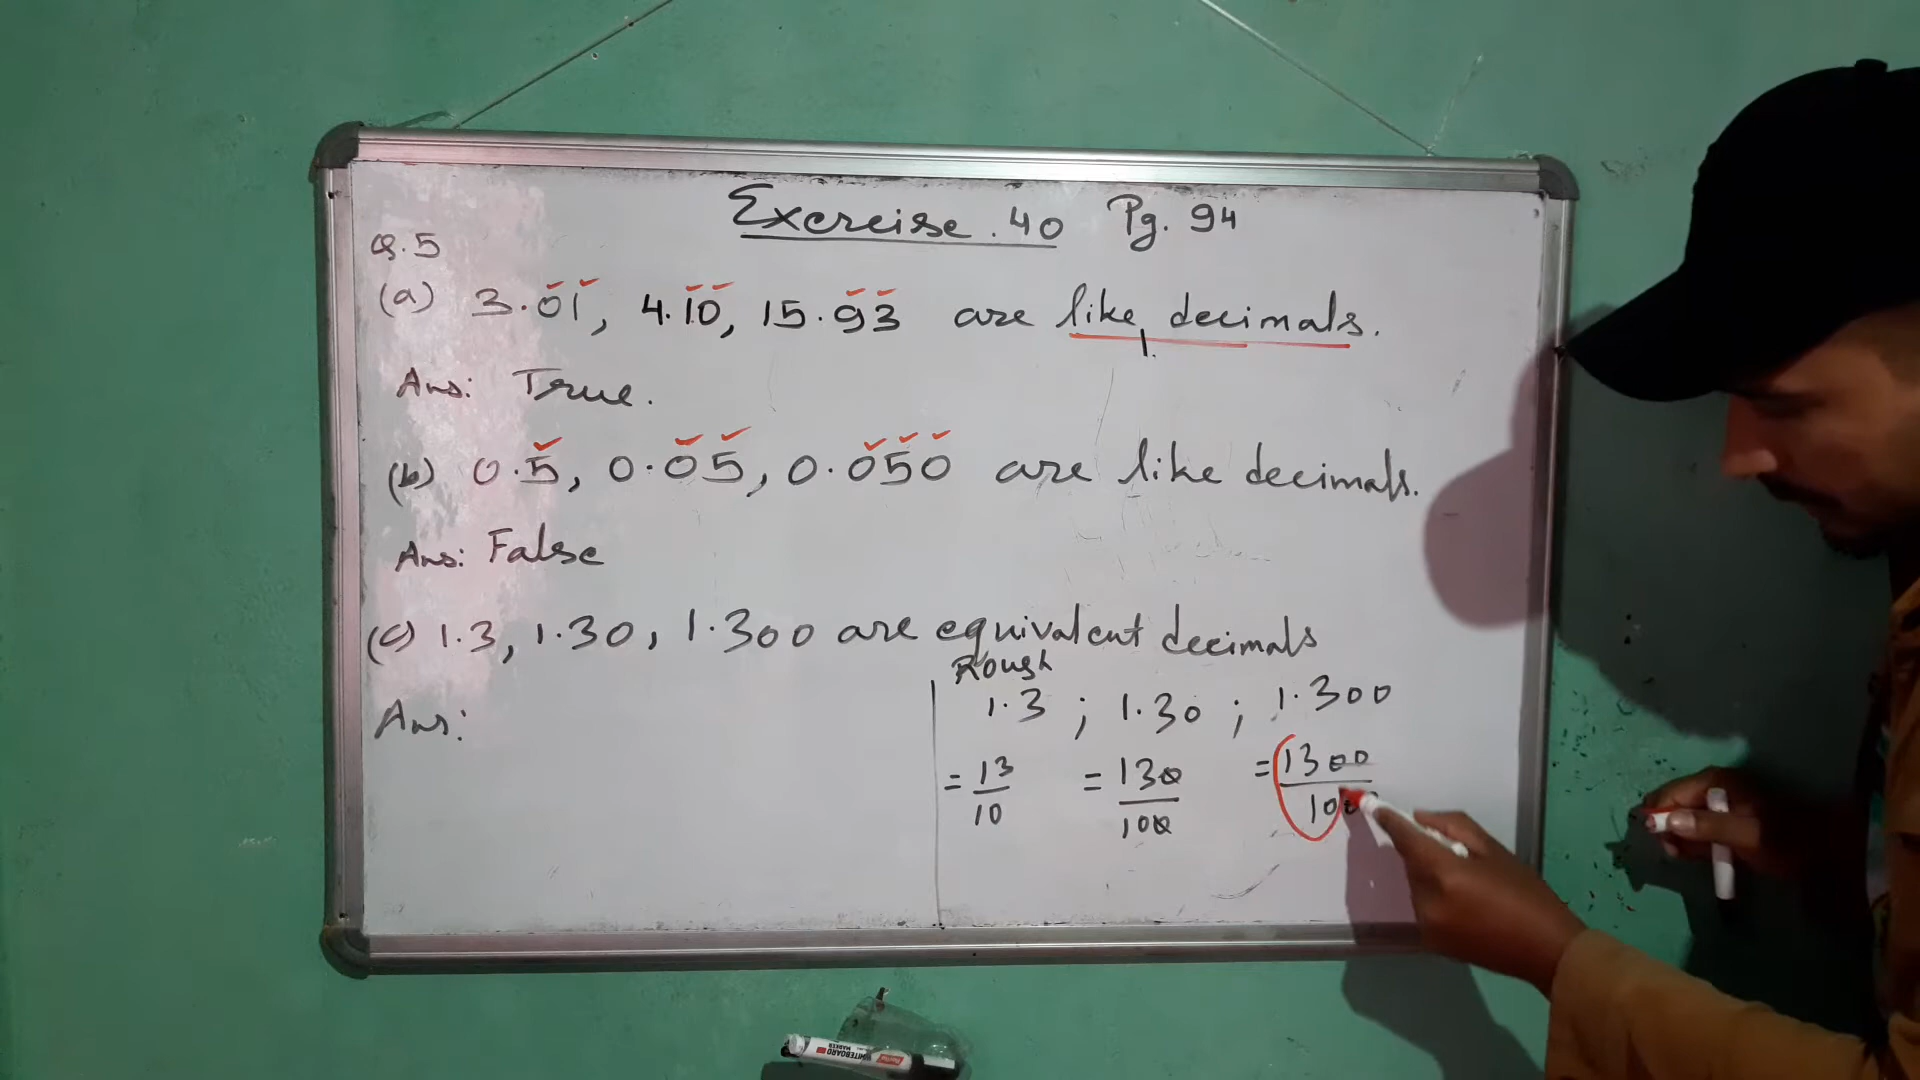 Exercise. 40 Pg. 94
Q.5
(a) 3.01, 4.10, 15.93 are like decimals.
Ans: True.
(b) 0.5, 0.05, 0.050 are like decimals.
Ans: False
(c) 1.3, 1.30, 1.300 are equivalent decimals
Rough
Ans:
1.3 ; 1.30 ; 1.300
= 13/10 = 130/100 = 1300/
WHITEBOARD
MARKER